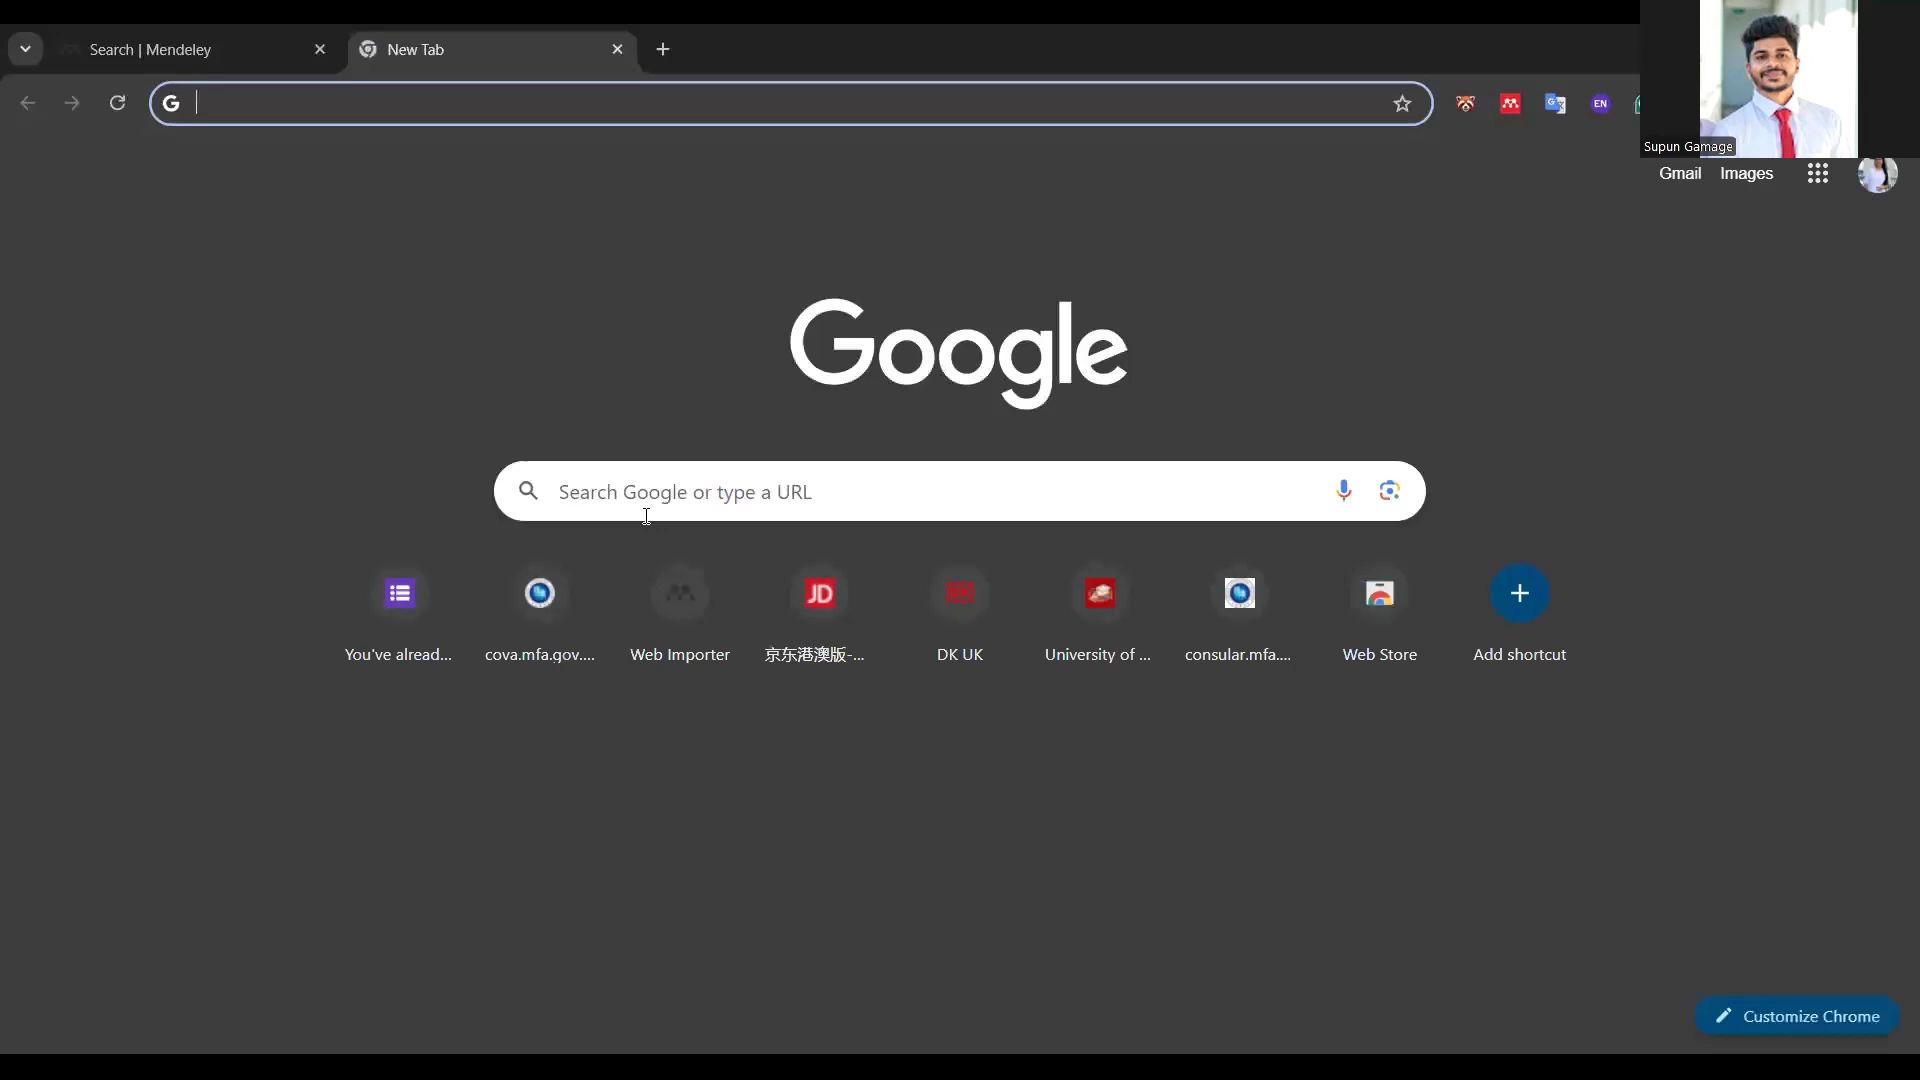 Search | Mendeley
New Tab
EN
Supun Gamage
Gmail
Images
Google
Search Google or type a URL
JD
You've alread...
cova.mfa.gov....
Web Importer
京东港澳版-...
DK UK
University of ...
consular.mfa....
Web Store
Add shortcut
Customize Chrome